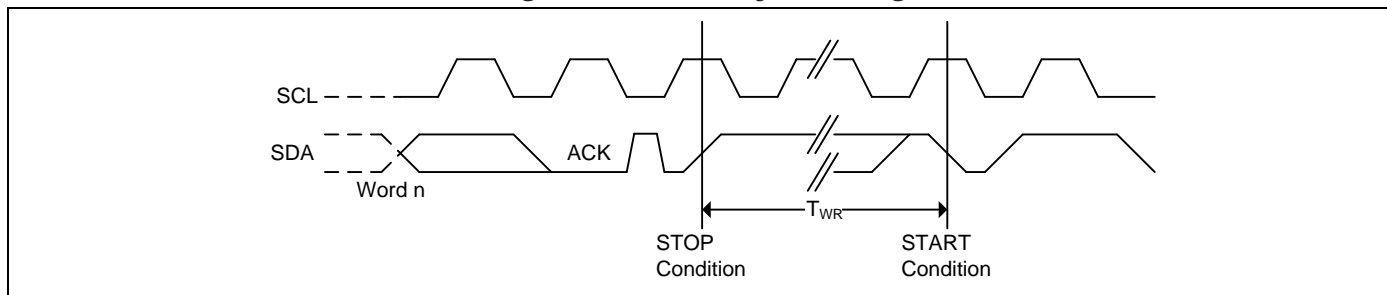 SCL
SDA
ACK
Word n
TWR
STOP
Condition
START
Condition